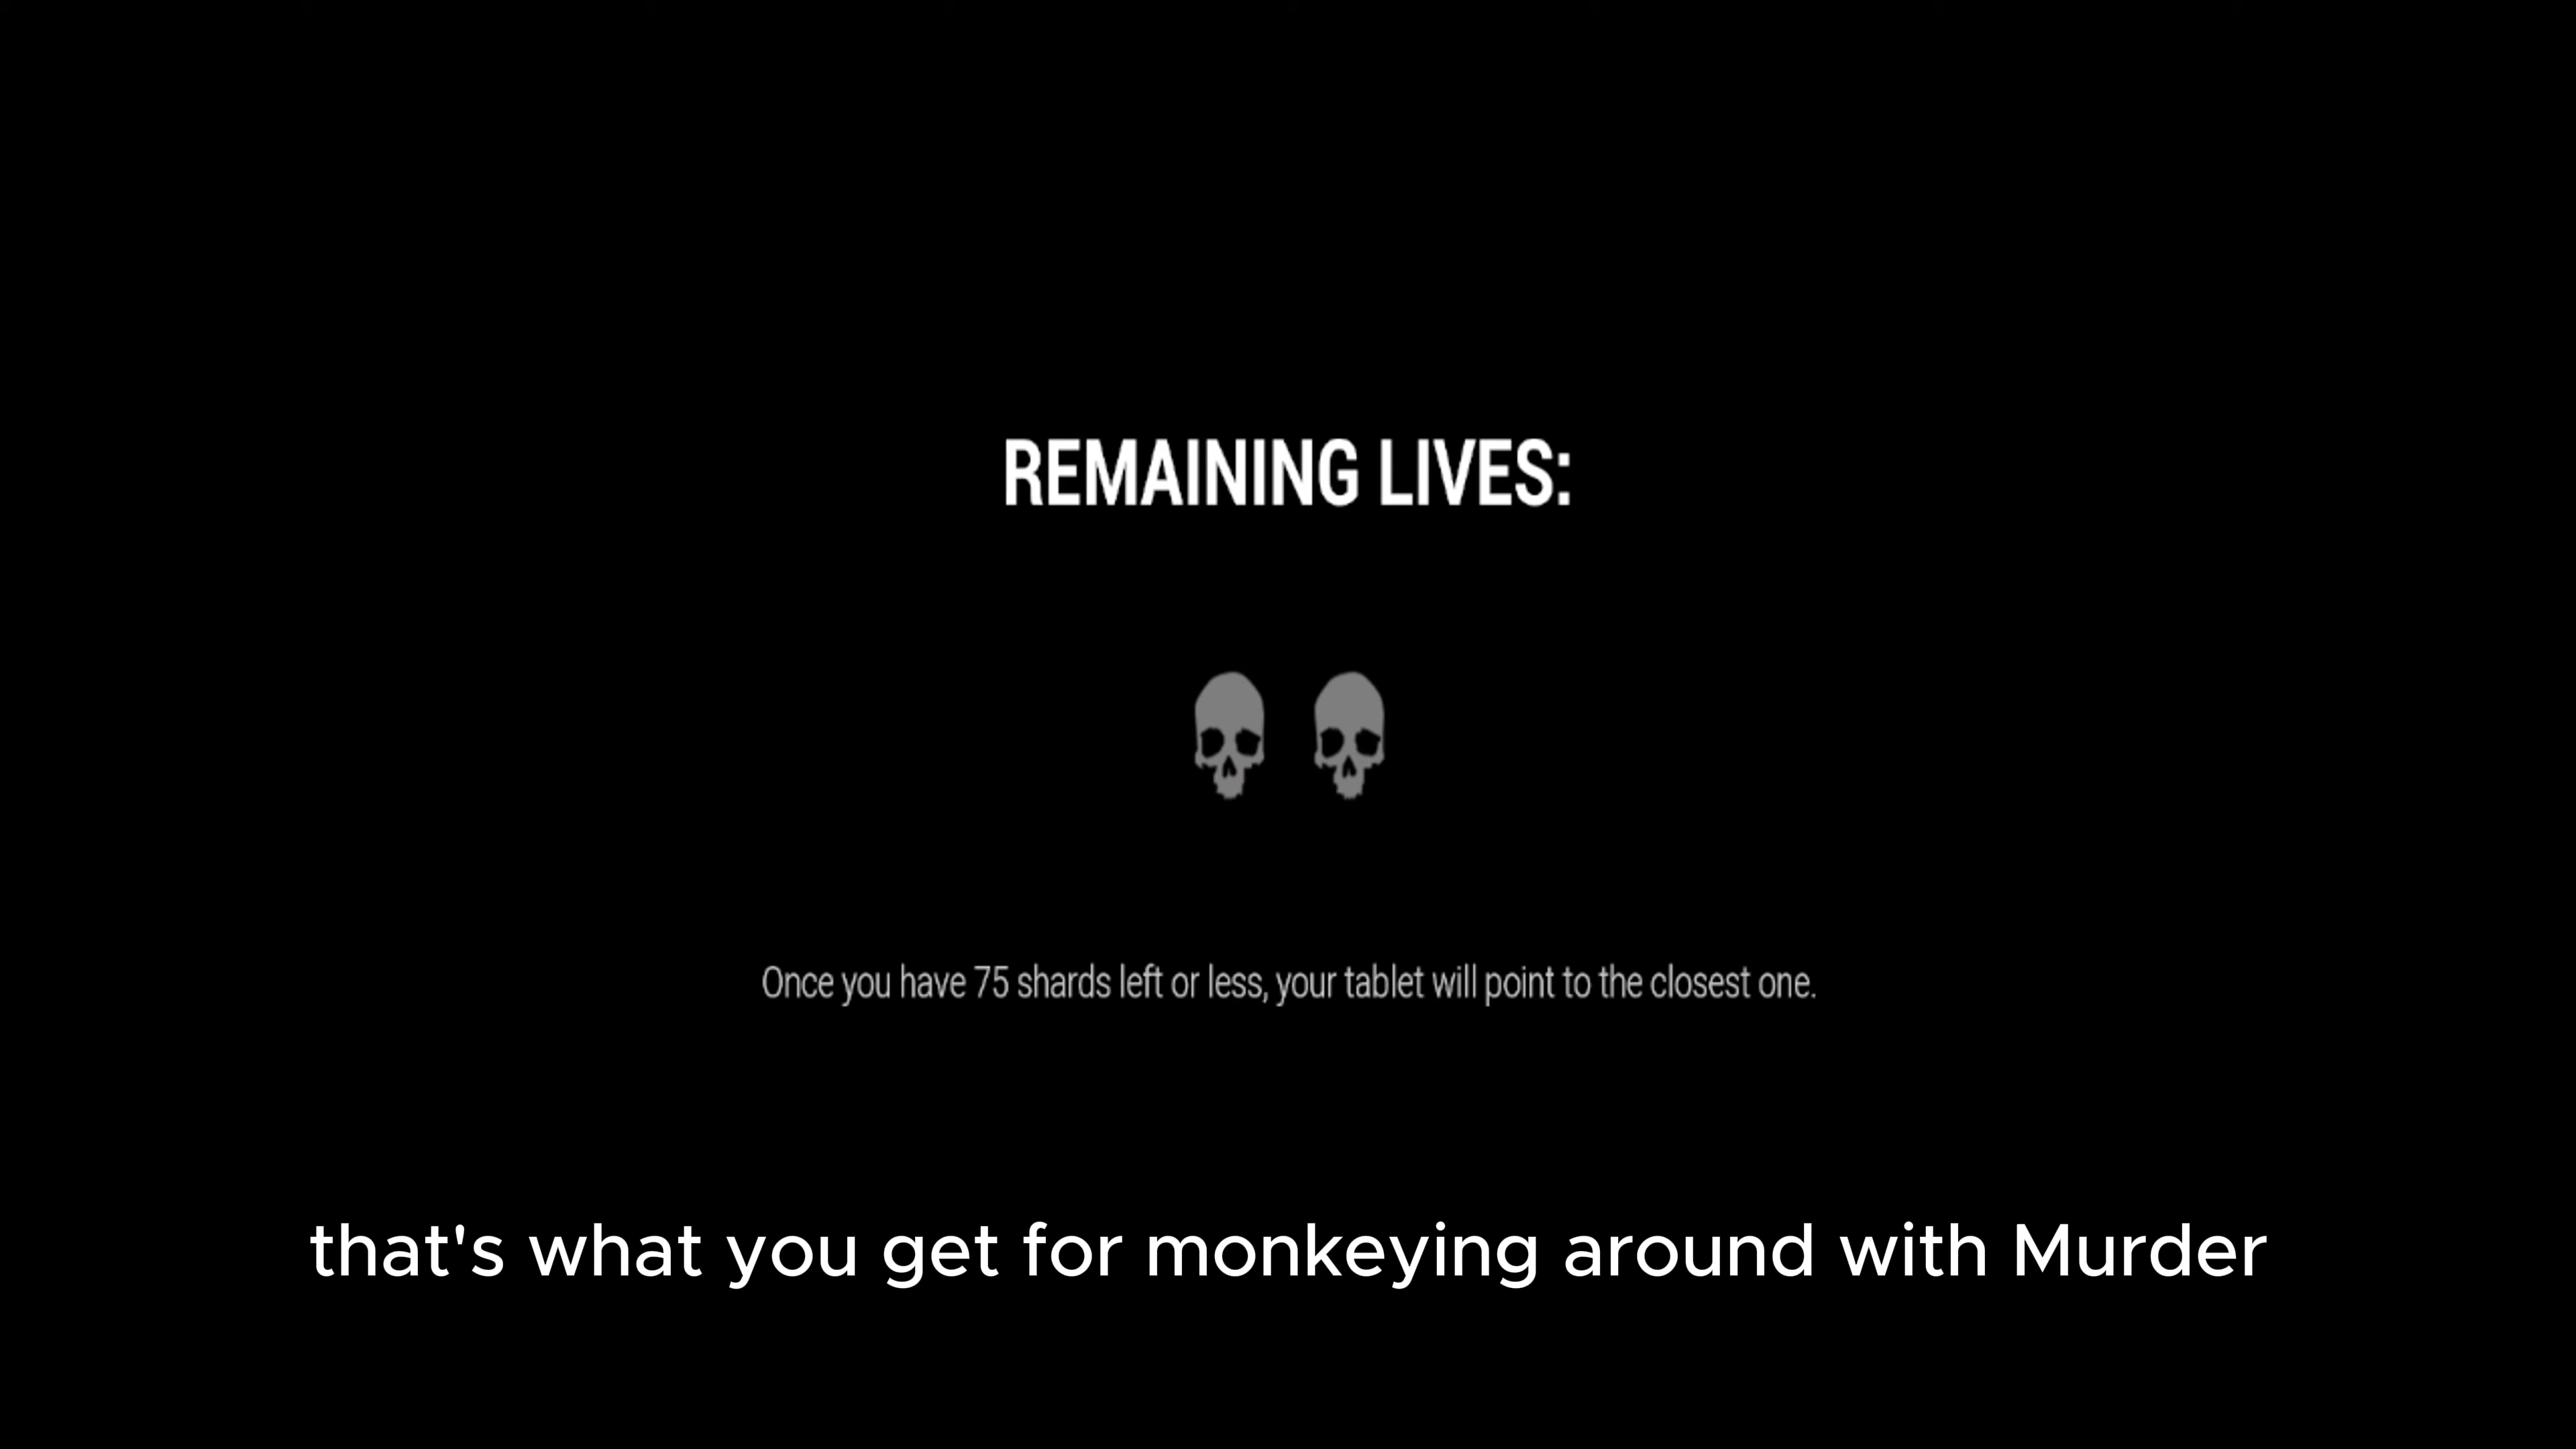 REMAINING LIVES:
Once you have 75 shards left or less, your tablet will point to the closest one.
that's what you get for monkeying around with Murder